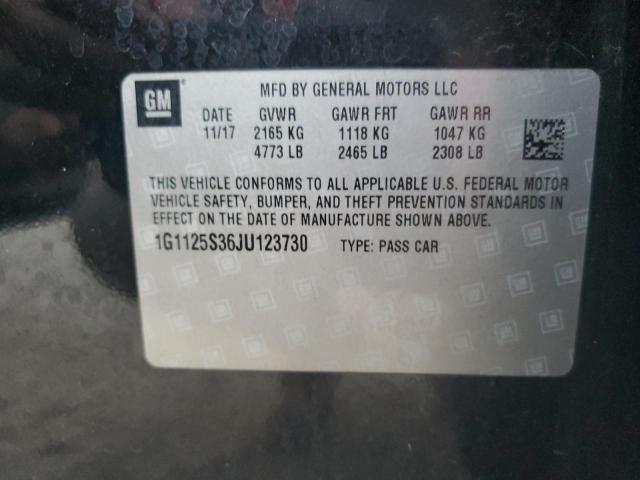 GM
MFD BY GENERAL MOTORS LLC
DATE GVWR GAWR FRT GAWR RR
11/17 2165 KG 1118 KG 1047 KG
4773 LB 2465 LB 2308 LB
THIS VEHICLE CONFORMS TO ALL APPLICABLE U.S. FEDERAL MOTOR
VEHICLE SAFETY, BUMPER, AND THEFT PREVENTION STANDARDS IN
EFFECT ON THE DATE OF MANUFACTURE SHOWN ABOVE.
1G1125S36JU123730 TYPE: PASS CAR